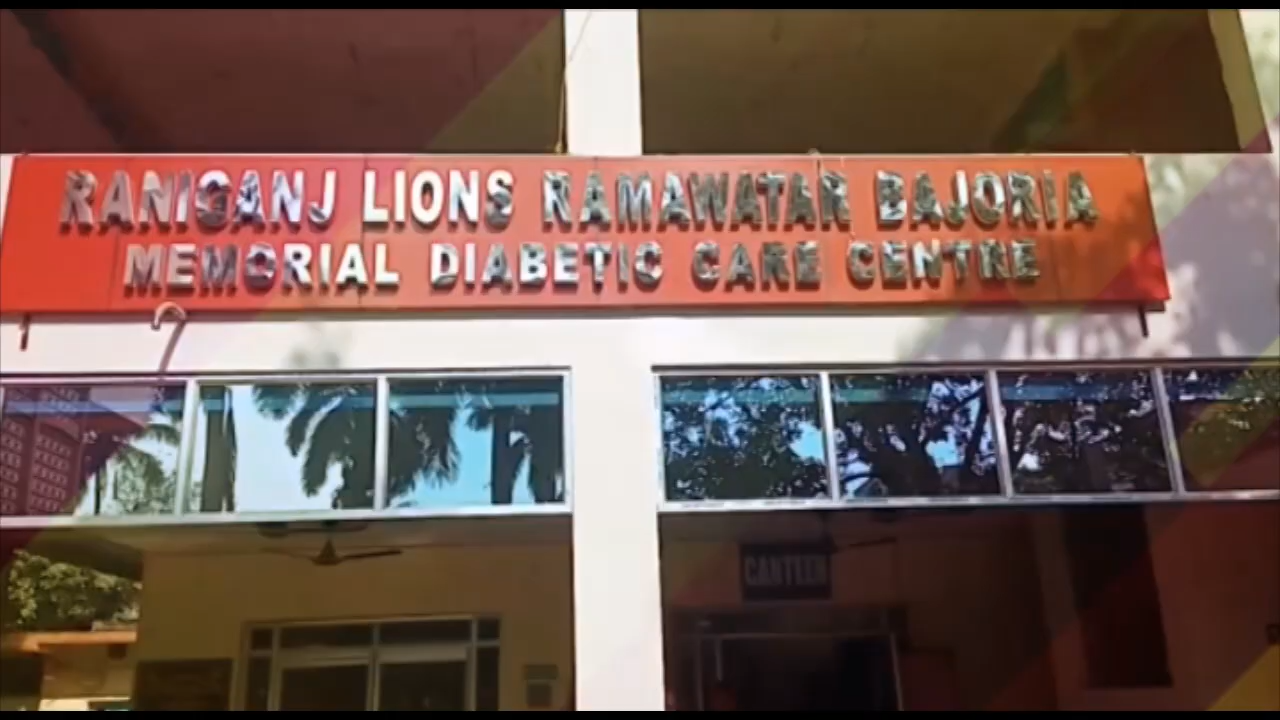 RANIGANJ LIONS RAMAWATAR BAJORIA
MEMORIAL DIABETIC CARE CENTRE
CANTEEN